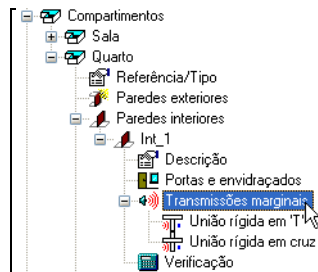 Compartimentos
Sala
Quarto
Referência/Tipo
Paredes exteriores
Paredes interiores
Int_1
Descrição
Portas e envidraçados
Transmissões marginais
União rígida em 'T'
União rígida em cruz
Verificação